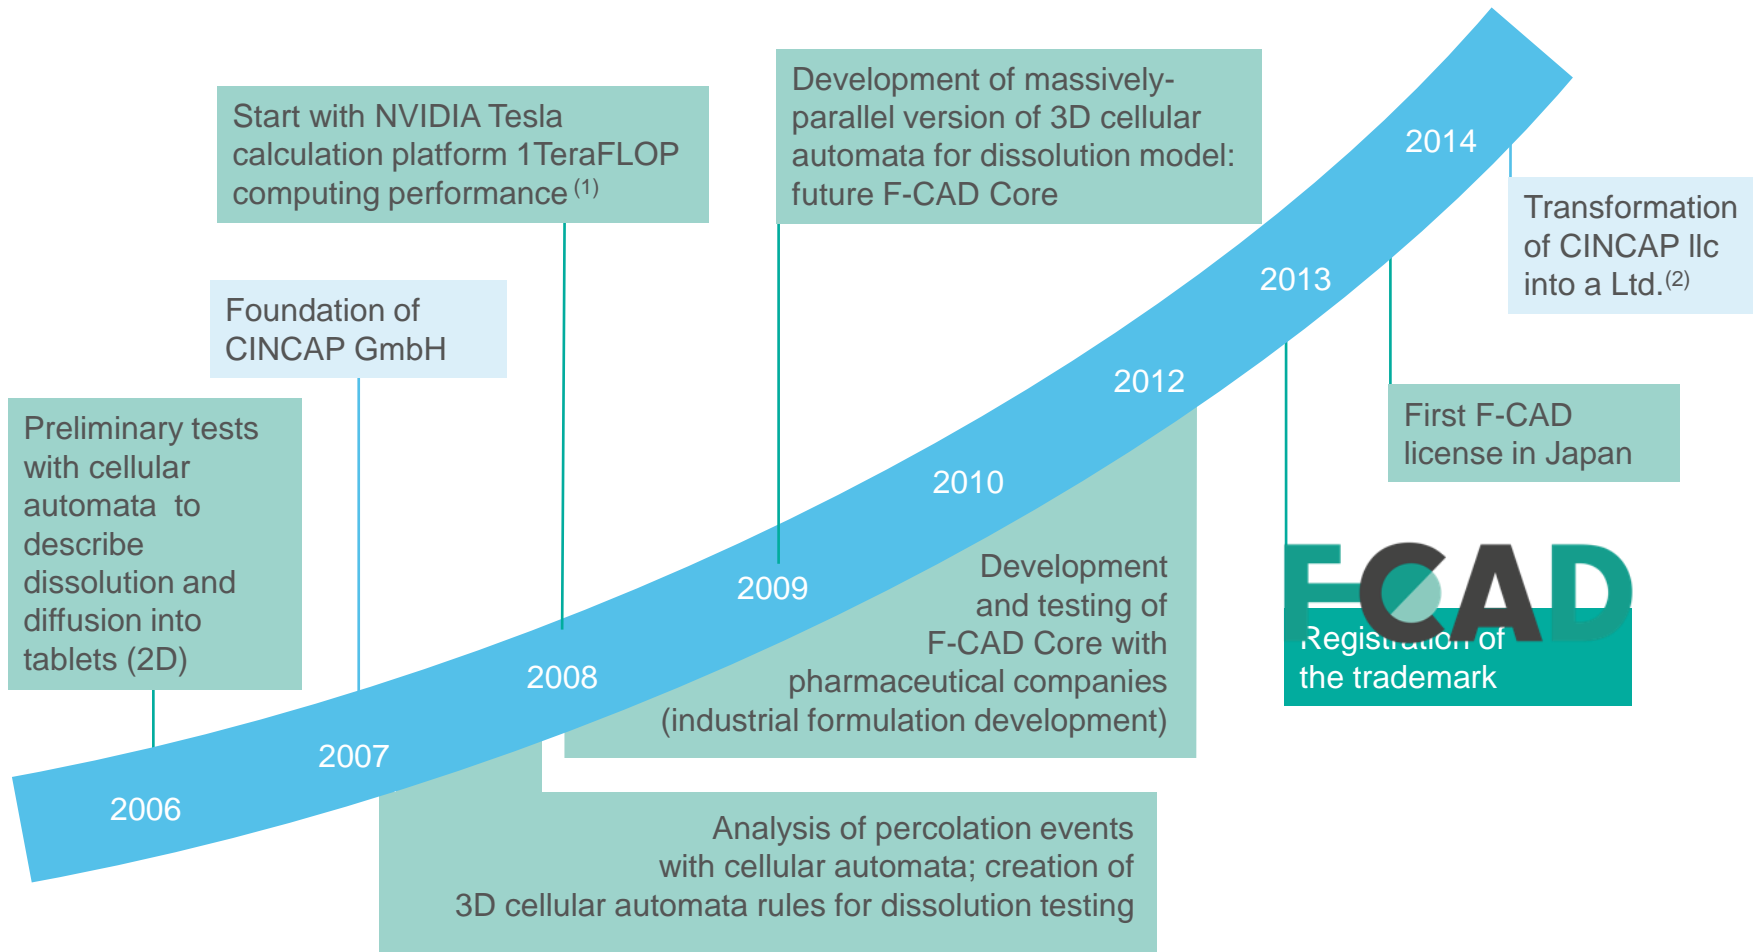 Development of massively-
parallel version of 3D cellular
automata for dissolution model:
future F-CAD Core
Start with NVIDIA Tesla
calculation platform 1TeraFLOP
computing performance (1)
2014
Transformation
of CINCAP llc
into a Ltd.(2)
2013
Foundation of
CINCAP GmbH
2012
First F-CAD
license in Japan
Preliminary tests
with cellular
automata to
describe
dissolution and
diffusion into
tablets (2D)
2010
F-CAD
Registration of
the trademark
2009
Development
and testing of
F-CAD Core with
pharmaceutical companies
(industrial formulation development)
2008
2007
2006
Analysis of percolation events
with cellular automata; creation of
3D cellular automata rules for dissolution testing